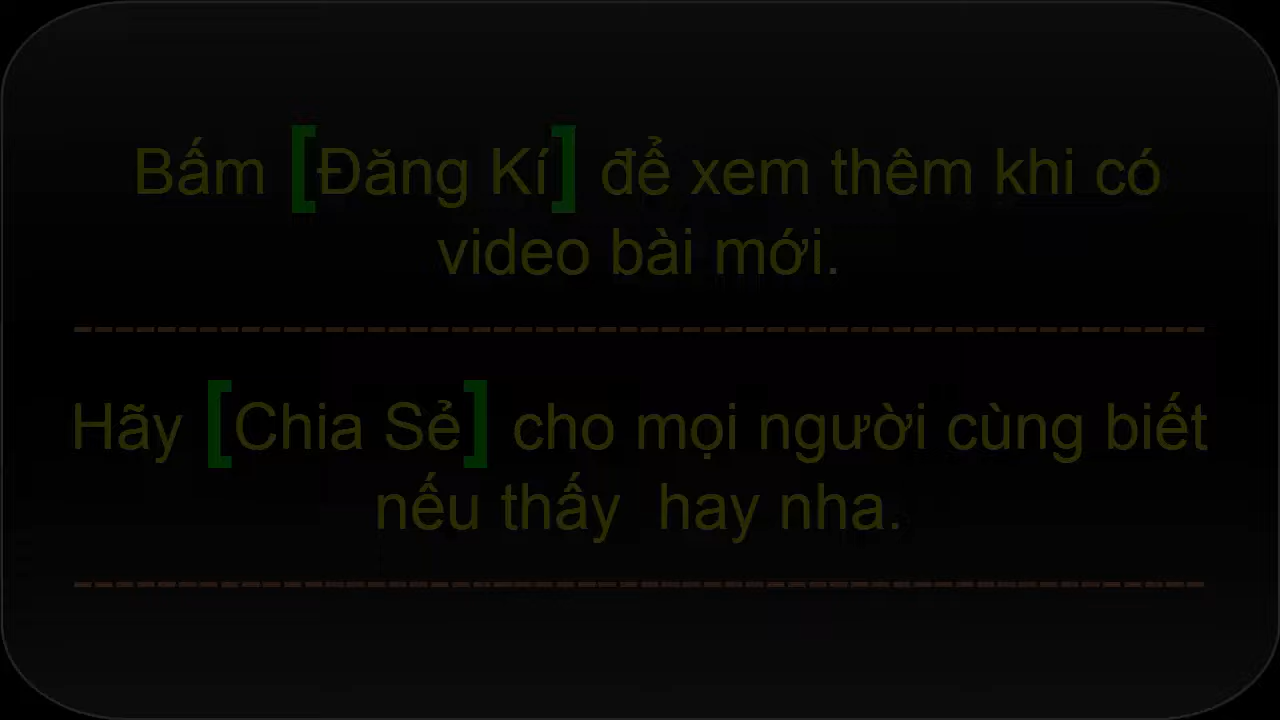 Bấm [Đăng Kí] để xem thêm khi có
video bài mới.
Hãy [Chia Sẻ] cho mọi người cùng biết
nếu thấy  hay nha.